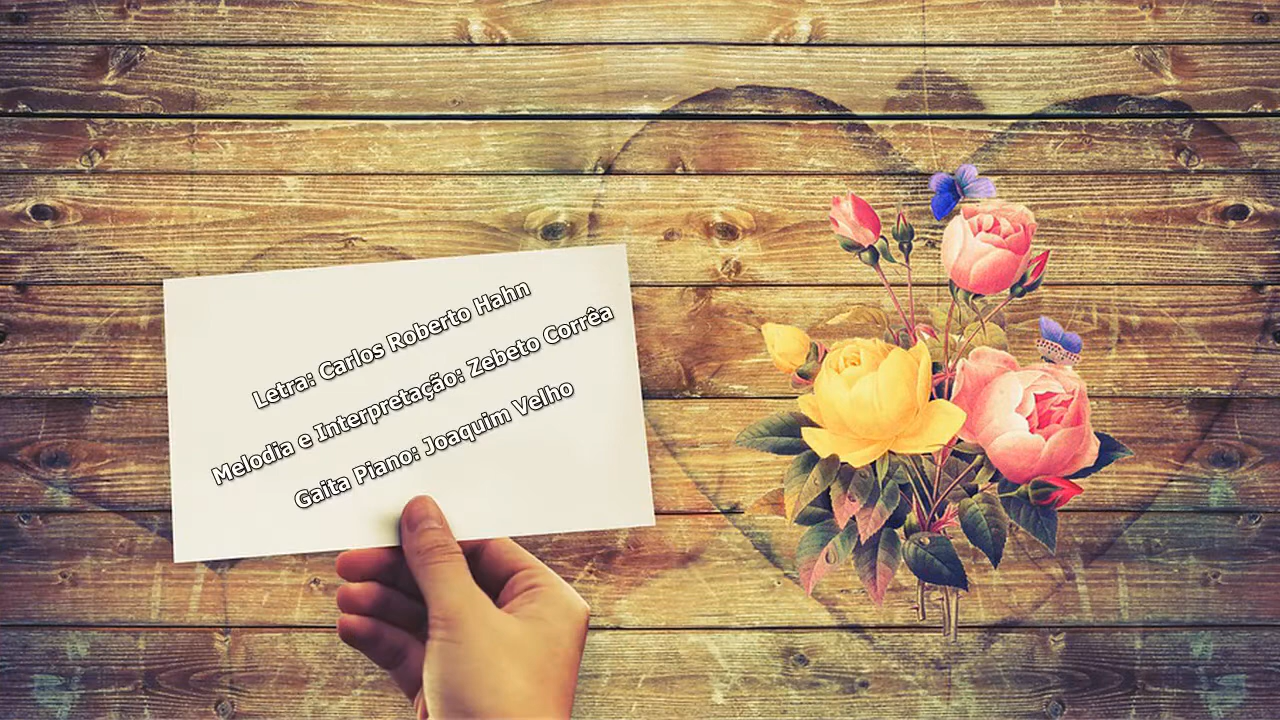 Letra: Carlos Roberto Hahn
Melodia e Interpretação: Zebeto Corrêa
Gaita Piano: Joaquim Velho